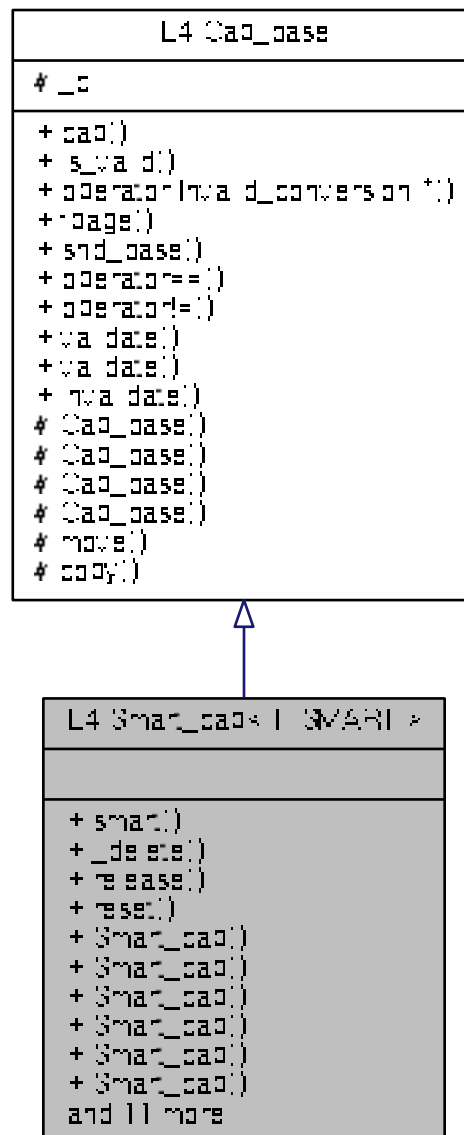 L4::Cap_base
# _c
+ cap()
+ is_valid()
+ operator Invalid_conversion *()
+ fpage()
+ snd_base()
+ operator==()
+ operator!=()
+ validate()
+ validate()
+ invalidate()
# Cap_base()
# Cap_base()
# Cap_base()
# Cap_base()
# move()
# copy()
L4::Smart_cap< T, SMART >
+ smart()
+ _delete()
+ release()
+ reset()
+ Smart_cap()
+ Smart_cap()
+ Smart_cap()
+ Smart_cap()
+ Smart_cap()
+ Smart_cap()
and 11 more...